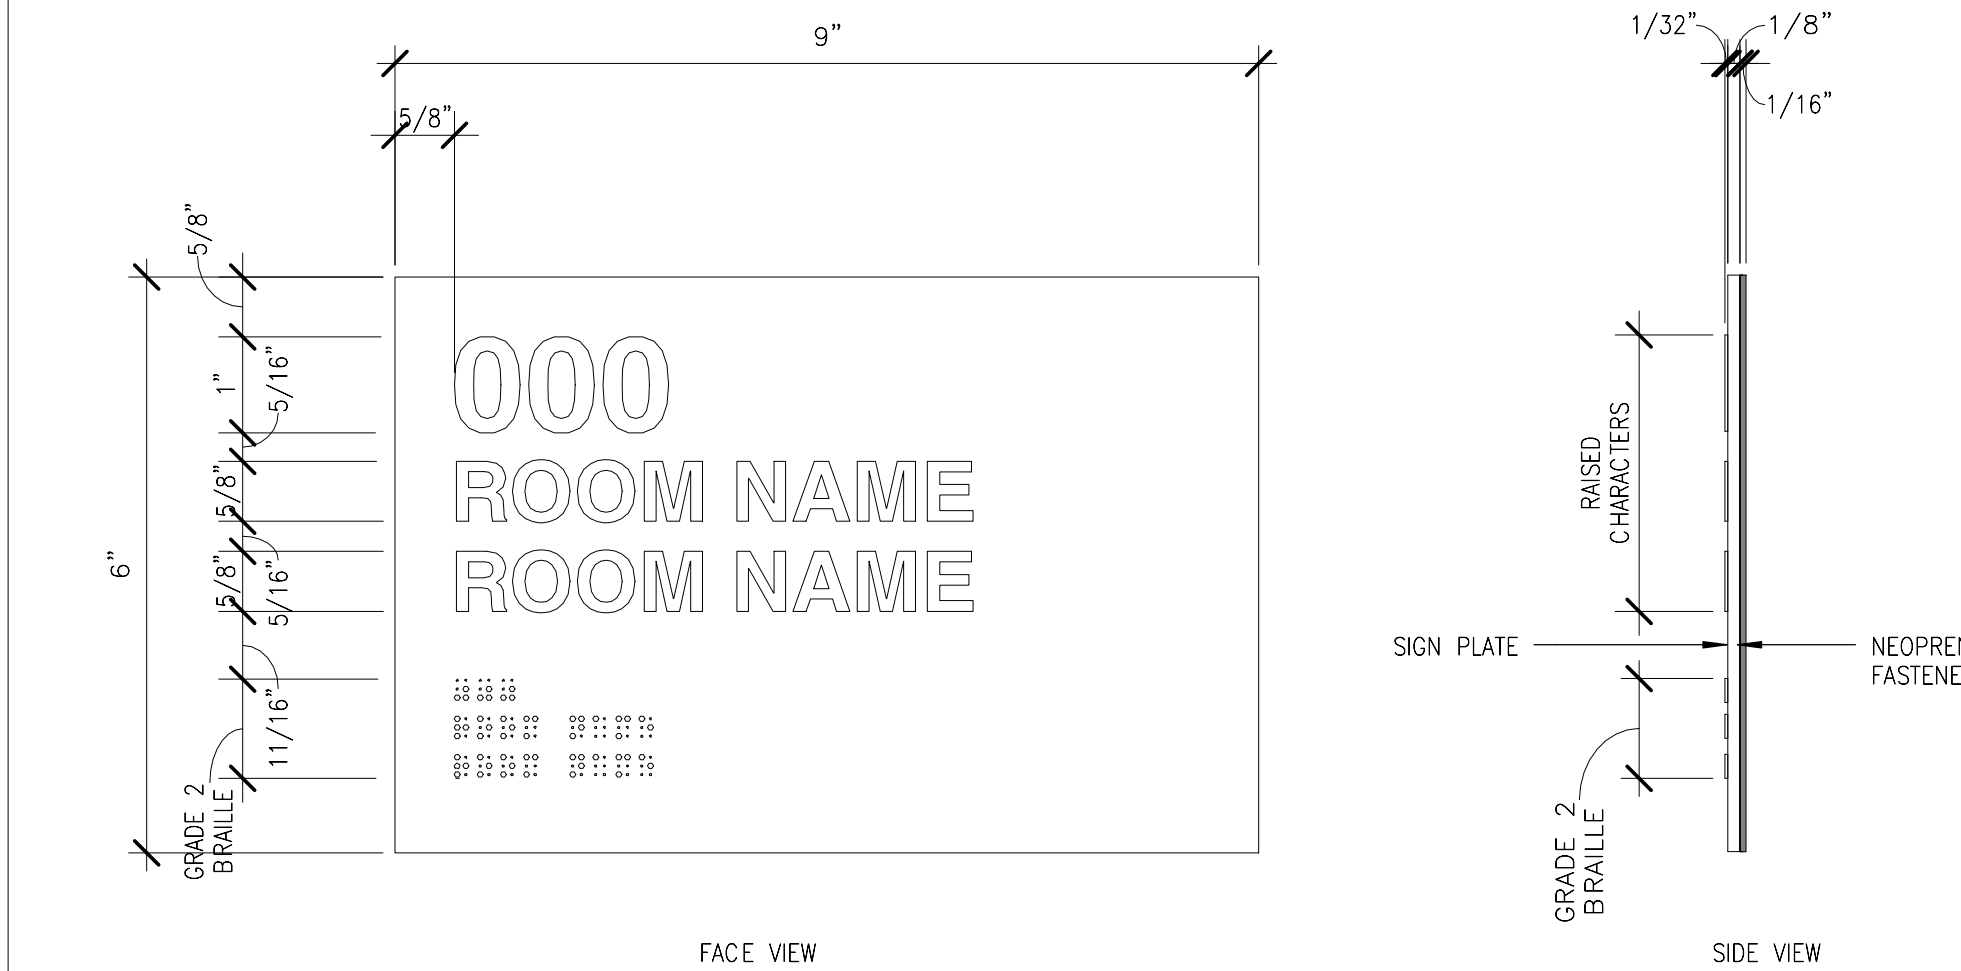 9”
1/32”
1/8”
1/16”
5/8”
5/8”
1”
5/16”
5/8”
5/8”
5/16”
6”
11/16”
GRADE 2
BRAILLE
000
ROOM NAME
ROOM NAME
RAISED
CHARACTERS
SIGN PLATE
NEOPREN
FASTENE
GRADE 2
BRAILLE
FACE VIEW
SIDE VIEW